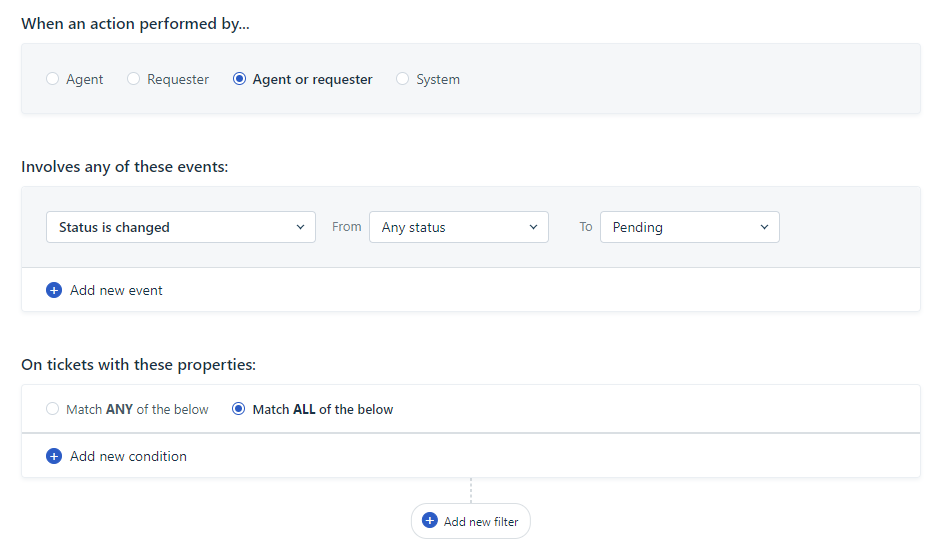 When an action performed by...
Agent Requester Agent or requester System
Involves any of these events:
Status is changed From Any status To Pending
Add new event
On tickets with these properties:
Match ANY of the below Match ALL of the below
Add new condition
Add new filter